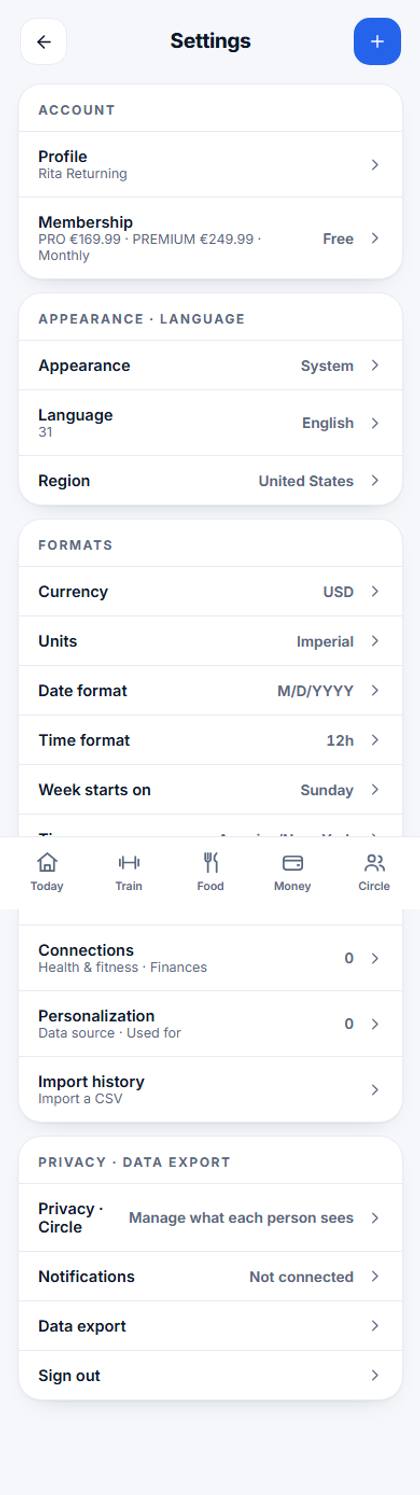 Settings
ACCOUNT
Profile
Rita Returning
Membership
PRO €169.99 · PREMIUM €249.99 ·
Monthly
Free
APPEARANCE · LANGUAGE
Appearance
System
Language
31
English
Region
United States
FORMATS
Currency
USD
Units
Imperial
Date format
M/D/YYYY
Time format
12h
Week starts on
Sunday
Today
Train
Food
Money
Circle
Connections
Health & fitness · Finances
0
Personalization
Data source · Used for
0
Import history
Import a CSV
PRIVACY · DATA EXPORT
Privacy ·
Circle
Manage what each person sees
Notifications
Not connected
Data export
Sign out